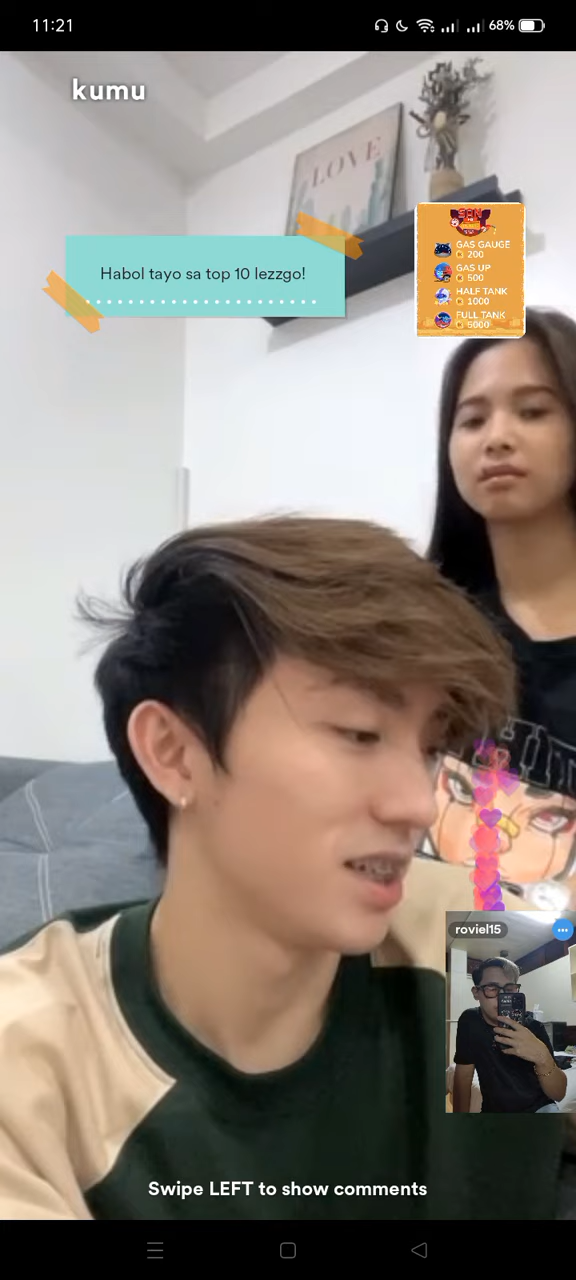 11:21
68%
kumu
LOVE
Habol tayo sa top 10 lezzgo!
GAS GAUGE
200
GAS UP
500
HALF TANK
1000
FULL TANK
5000
roviel15
Swipe LEFT to show comments